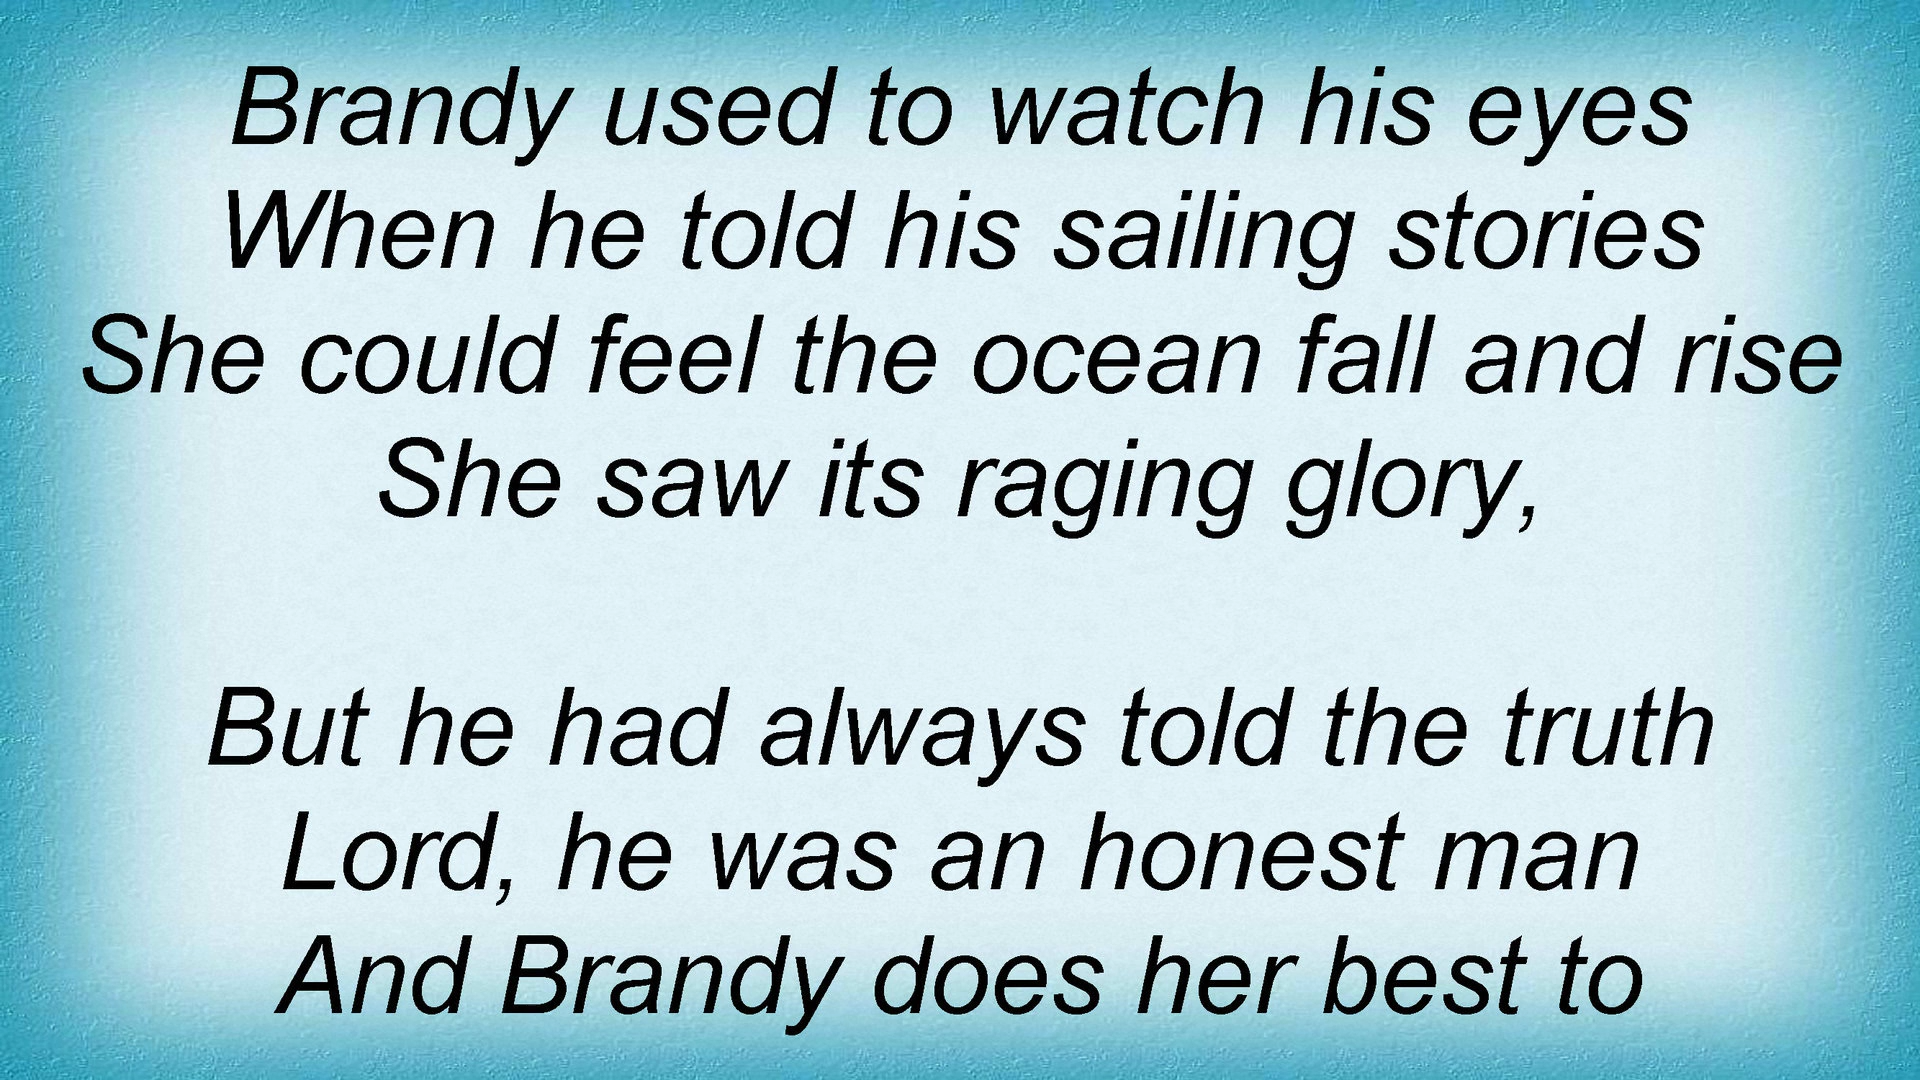 Brandy used to watch his eyes
When he told his sailing stories
She could feel the ocean fall and rise
She saw its raging glory,
But he had always told the truth
Lord, he was an honest man
And Brandy does her best to